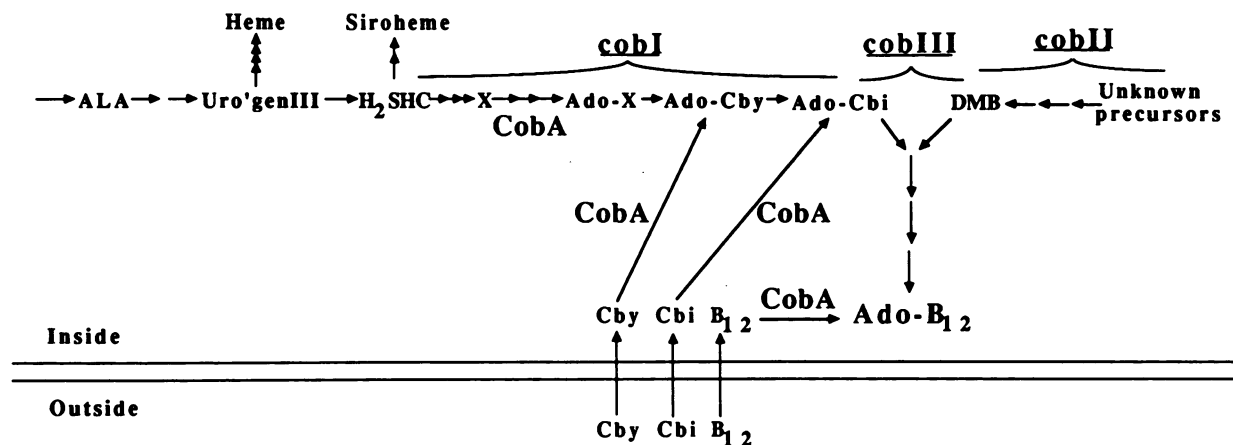 Heme Siroheme
cobI cobIII cobII
ALA Uro'genIII H2SHC X Ado-X Ado-Cby Ado-Cbi DMB Unknown
precursors
CobA
CobA CobA
Cby Cbi B12 CobA Ado-B12
Inside
Outside
Cby Cbi B12